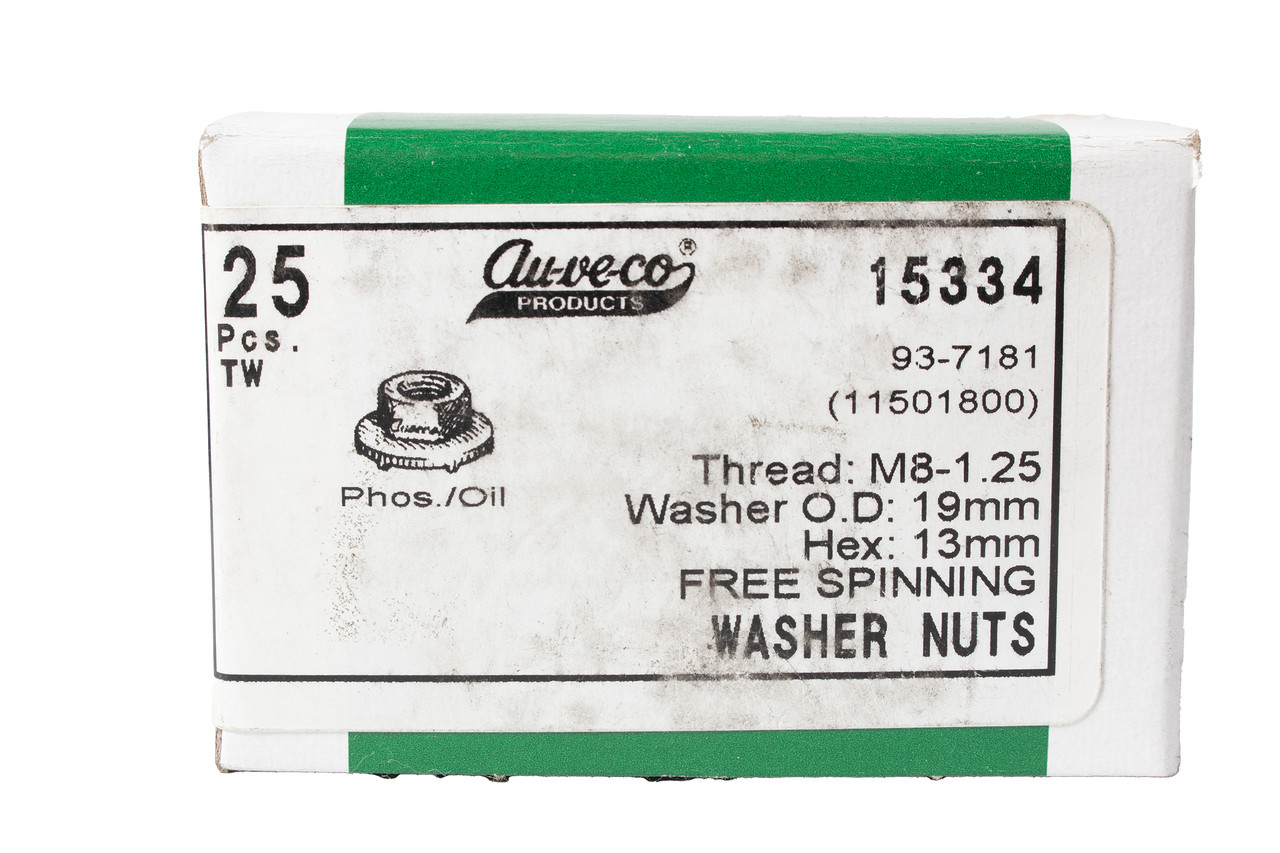 25
Pcs.
TW
Au-ve-co®
PRODUCTS
15334
93-7181
(11501800)
Phos./Oil
Thread: M8-1.25
Washer O.D: 19mm
Hex: 13mm
FREE SPINNING
WASHER NUTS